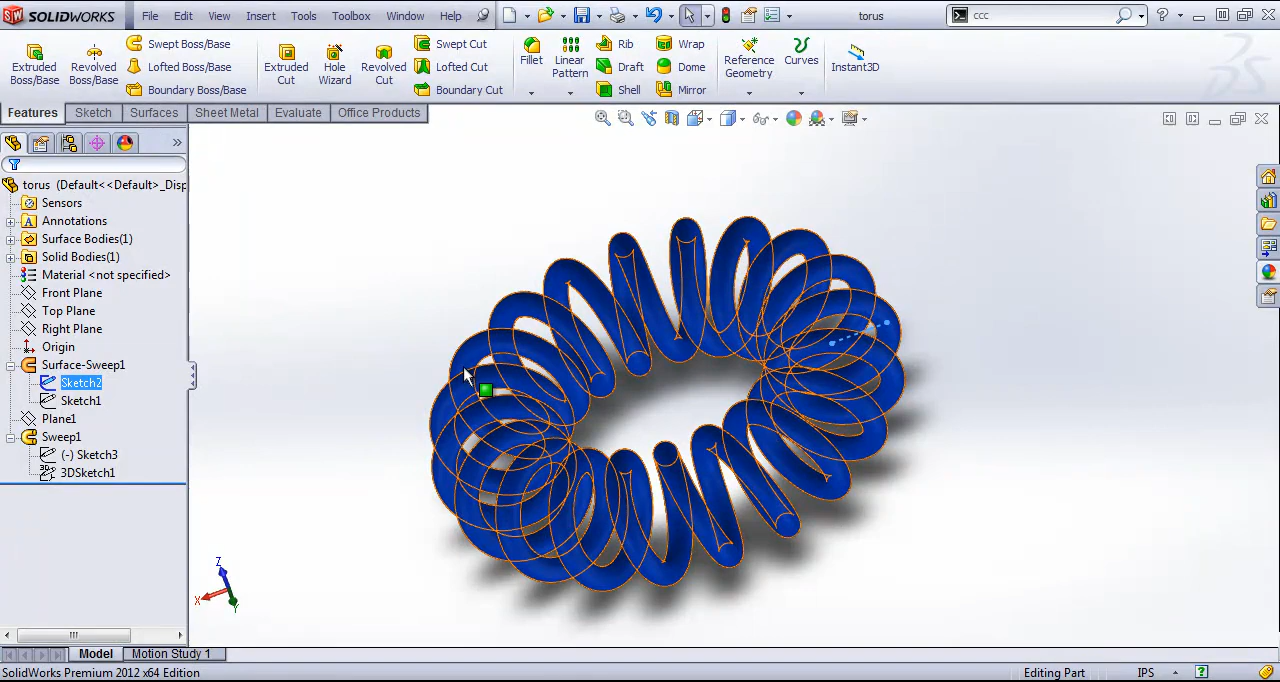 SOLIDWORKS File Edit View Insert Tools Toolbox Window Help torus ccc
Extruded Boss/Base
Revolved Boss/Base
Swept Boss/Base
Lofted Boss/Base
Boundary Boss/Base
Extruded Cut
Hole Wizard
Revolved Cut
Swept Cut
Lofted Cut
Boundary Cut
Fillet
Linear Pattern
Rib
Draft
Shell
Wrap
Dome
Mirror
Reference Geometry
Curves
Instant3D
Features Sketch Surfaces Sheet Metal Evaluate Office Products
torus (Default<<Default>_Disp
Sensors
Annotations
Surface Bodies(1)
Solid Bodies(1)
Material <not specified>
Front Plane
Top Plane
Right Plane
Origin
Surface-Sweep1
Sketch2
Sketch1
Plane1
Sweep1
(-) Sketch3
3DSketch1
Z
X
Y
Model Motion Study 1
SolidWorks Premium 2012 x64 Edition Editing Part IPS